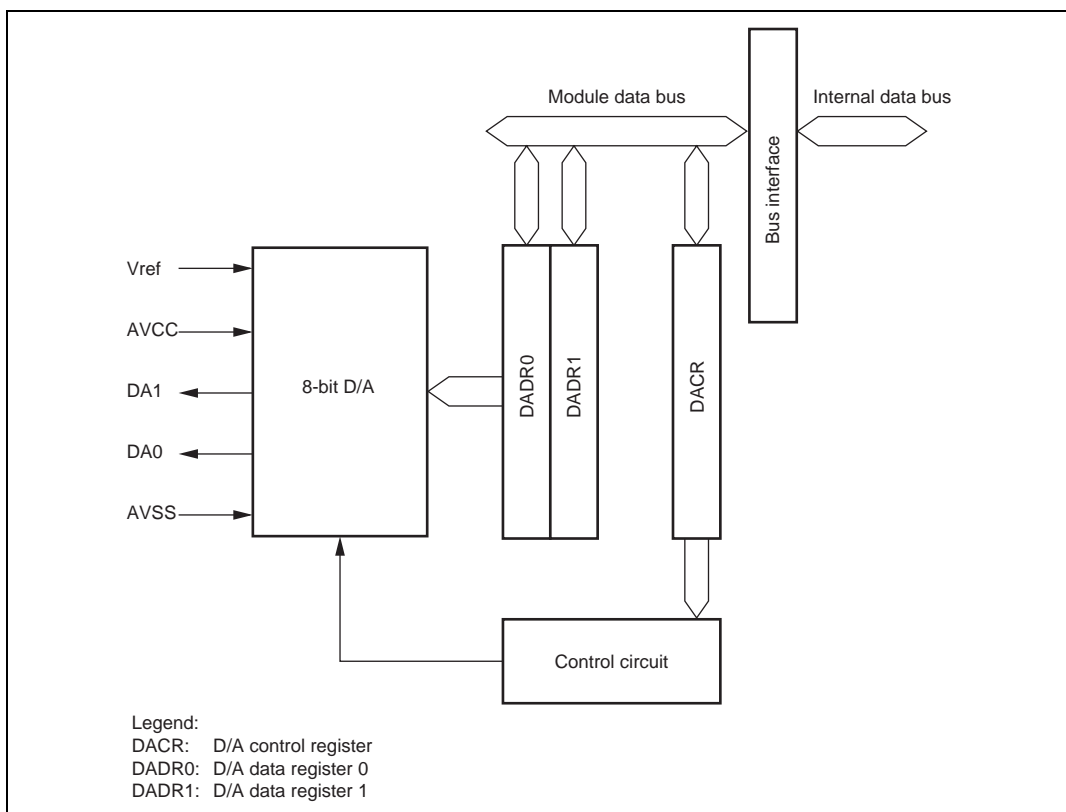 Module data bus
Internal data bus
Bus interface
Vref
AVCC
DA1
DA0
AVSS
8-bit D/A
DADR0
DADR1
DACR
Control circuit
Legend:
DACR: D/A control register
DADR0: D/A data register 0
DADR1: D/A data register 1